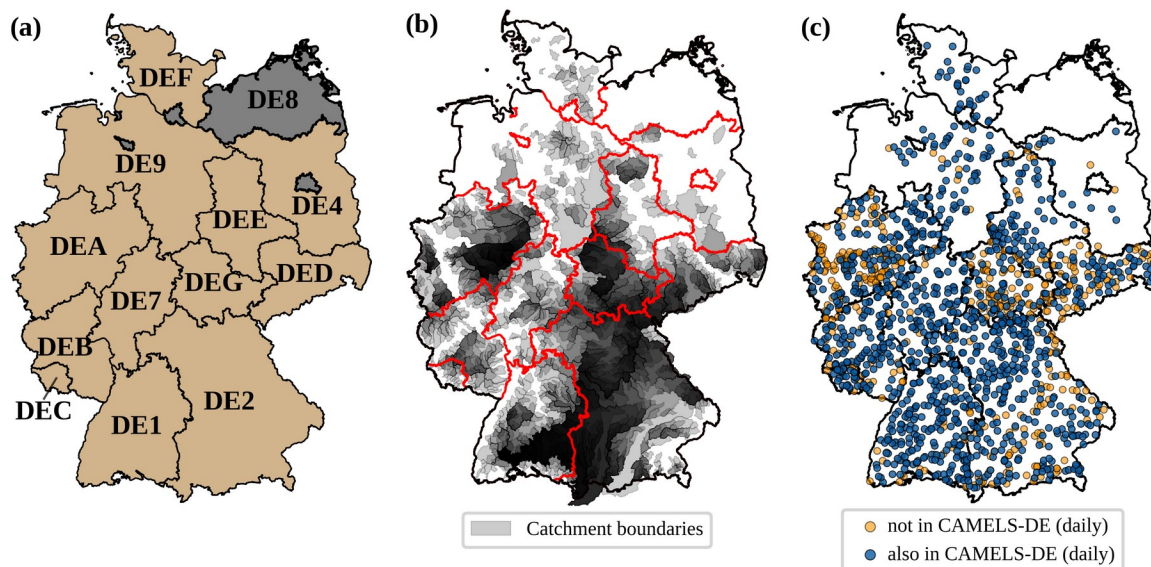 (a)
(b)
(c)
DEF
DE8
DE9
DE4
DEE
DEA
DEG
DED
DE7
DEB
DEC
DE2
DE1
Catchment boundaries
not in CAMELS-DE (daily)
also in CAMELS-DE (daily)